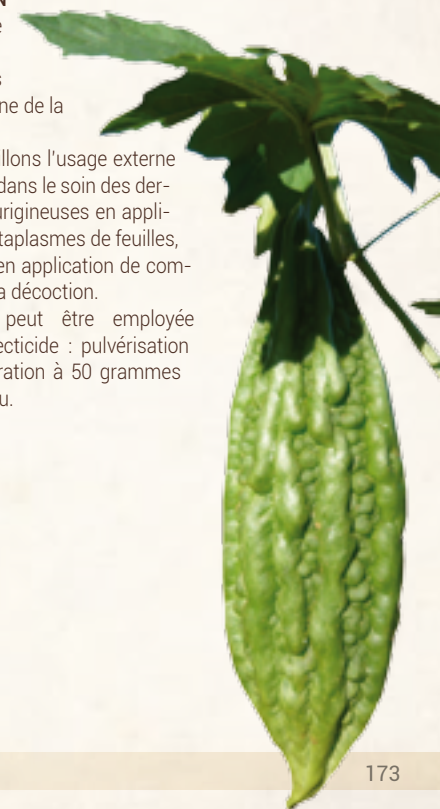 N
e
s
ne de la
llons l'usage externe
dans le soin des der-
urigineuses en appli-
taplasmes de feuilles,
en application de com-
a décoction.
peut être employée
ecticide : pulvérisation
ration à 50 grammes
u.
173